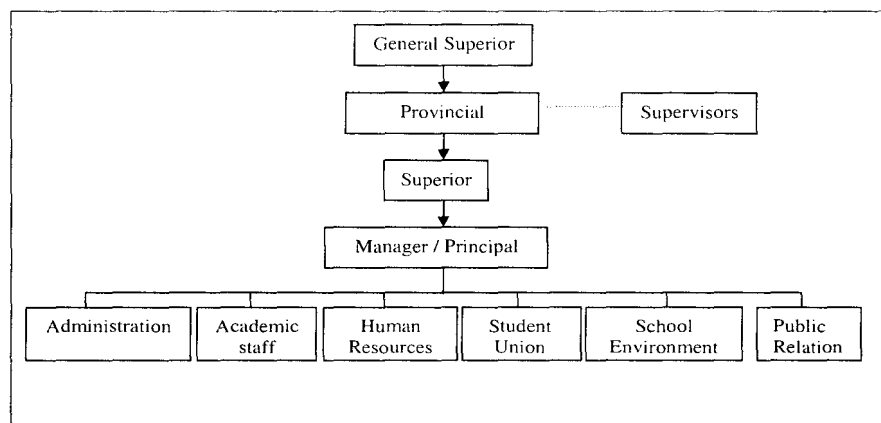 General Superior
Provincial
Supervisors
Superior
Manager / Principal
Administration
Academic
staff
Human
Resources
Student
Union
School
Environment
Public
Relation